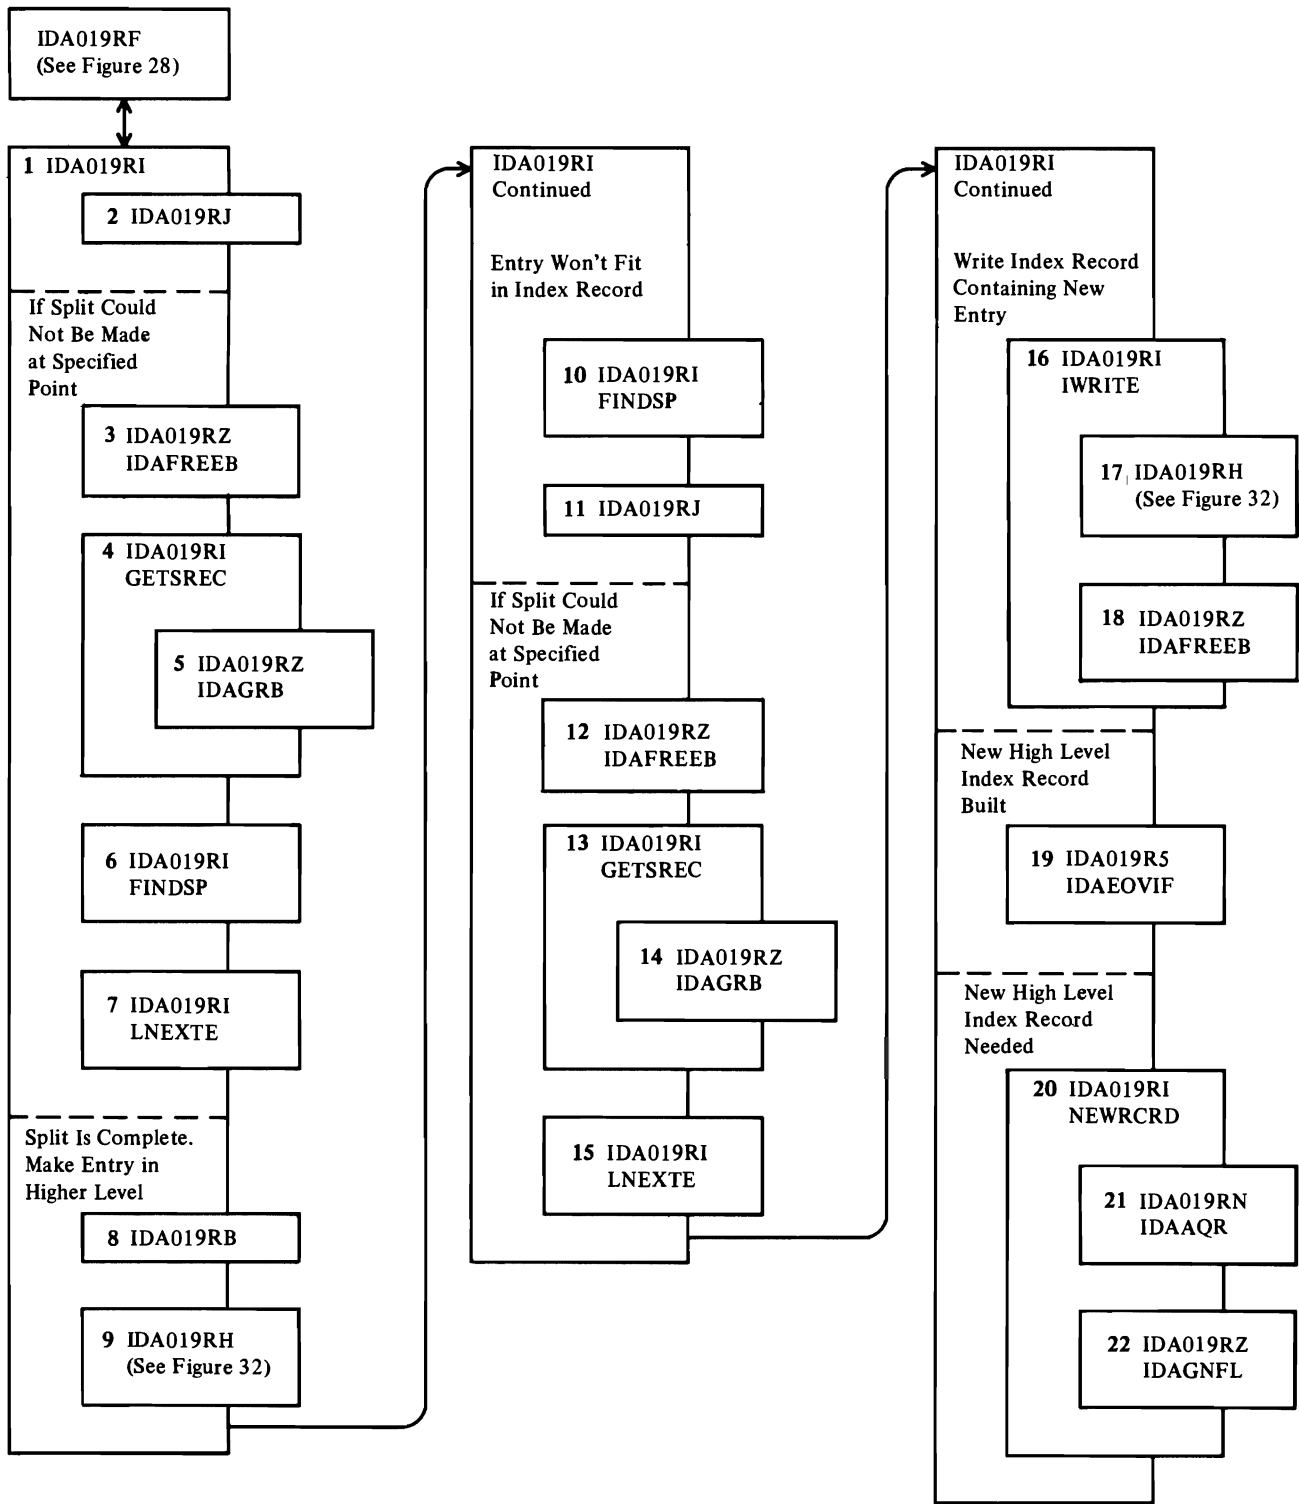 IDA019RF
(See Figure 28)
1 IDA019RI
2 IDA019RJ
If Split Could
Not Be Made
at Specified
Point
3 IDA019RZ
IDAFREEB
4 IDA019RI
GETSREC
5 IDA019RZ
IDAGRB
6 IDA019RI
FINDSP
7 IDA019RI
LNEXTE
Split Is Complete.
Make Entry in
Higher Level
8 IDA019RB
9 IDA019RH
(See Figure 32)
IDA019RI
Continued
Entry Won't Fit
in Index Record
10 IDA019RI
FINDSP
11 IDA019RJ
If Split Could
Not Be Made
at Specified
Point
12 IDA019RZ
IDAFREEB
13 IDA019RI
GETSREC
14 IDA019RZ
IDAGRB
15 IDA019RI
LNEXTE
IDA019RI
Continued
Write Index Record
Containing New
Entry
16 IDA019RI
IWRITE
17 IDA019RH
(See Figure 32)
18 IDA019RZ
IDAFREEB
New High Level
Index Record
Built
19 IDA019R5
IDAEOVIF
New High Level
Index Record
Needed
20 IDA019RI
NEWRCRD
21 IDA019RN
IDAAQR
22 IDA019RZ
IDAGNFL